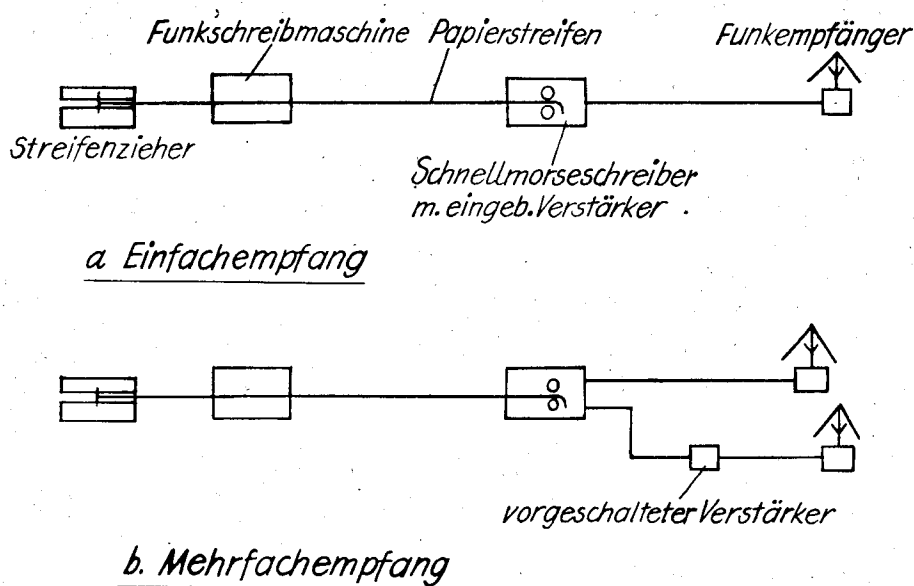 Funkschreibmaschine Papierstreifen Funkempfänger
Streifenzieher
Schnellmorseschreiber
m. eingeb. Verstärker .
a Einfachempfang
vorgeschalteter Verstärker
b. Mehrfachempfang